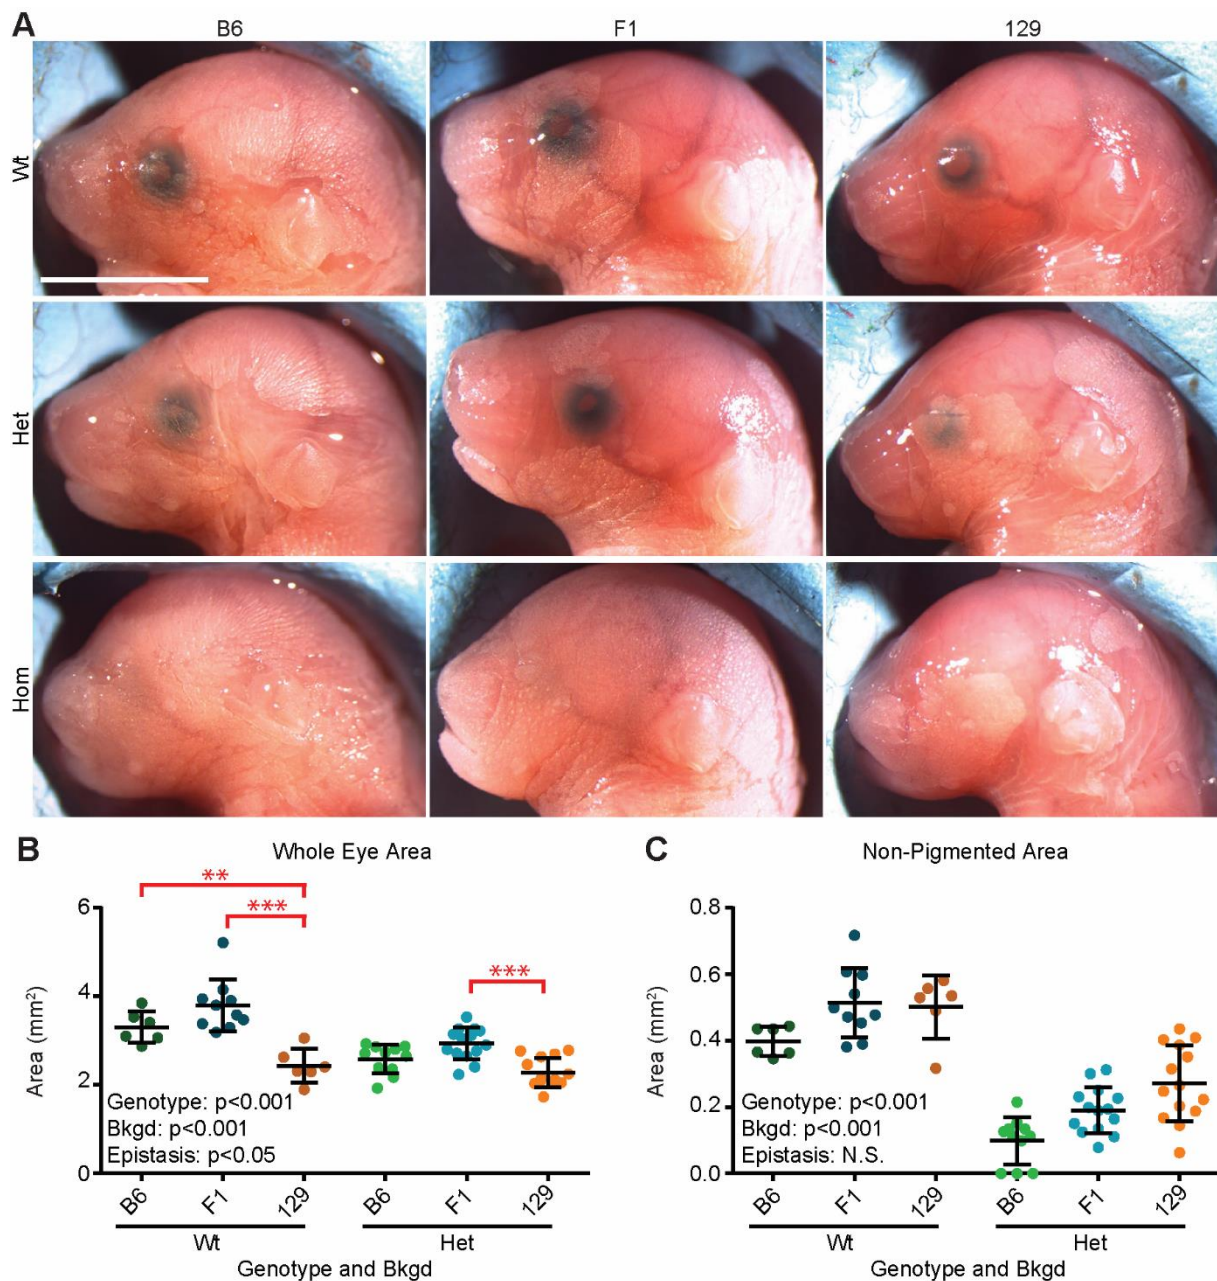 A
B6
F1
129
Wt
Het
Hom
B
Whole Eye Area
**
***
***
Area (mm²)
6
4
2
0
Genotype: p<0.001
Bkgd: p<0.001
Epistasis: p<0.05
B6
F1
129
B6
F1
129
Wt
Het
Genotype and Bkgd
C
Non-Pigmented Area
Area (mm²)
0.8
0.6
0.4
0.2
0.0
Genotype: p<0.001
Bkgd: p<0.001
Epistasis: N.S.
B6
F1
129
B6
F1
129
Wt
Het
Genotype and Bkgd